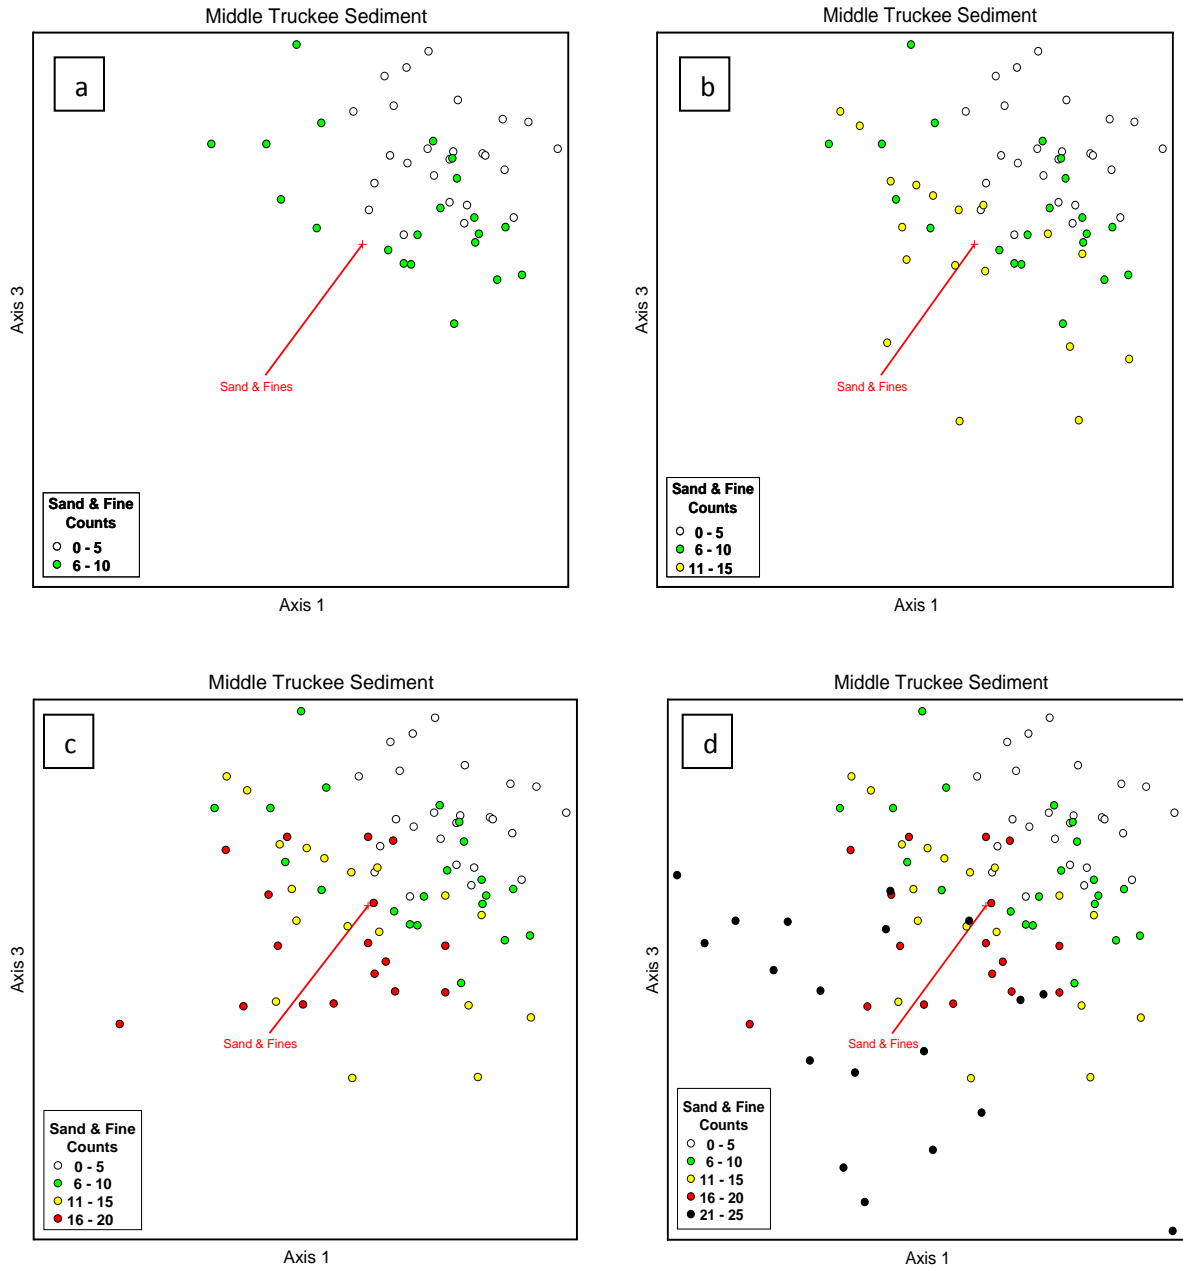 Middle Truckee Sediment
a
Axis 3
Sand & Fines
Sand & Fine
Counts
0 - 5
6 - 10
Axis 1
Middle Truckee Sediment
b
Axis 3
Sand & Fines
Sand & Fine
Counts
0 - 5
6 - 10
11 - 15
Axis 1
Middle Truckee Sediment
c
Axis 3
Sand & Fines
Sand & Fine
Counts
0 - 5
6 - 10
11 - 15
16 - 20
Axis 1
Middle Truckee Sediment
d
Axis 3
Sand & Fines
Sand & Fine
Counts
0 - 5
6 - 10
11 - 15
16 - 20
21 - 25
Axis 1